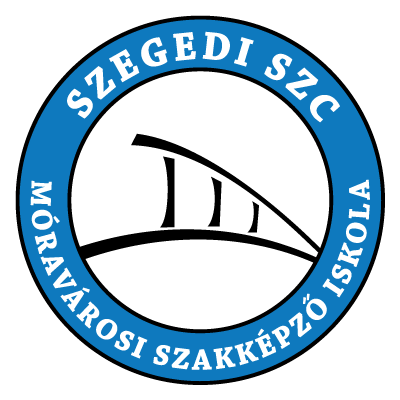 SZEGEDI SZC
MÓRAVÁROSI SZAKKÉPZŐ ISKOLA